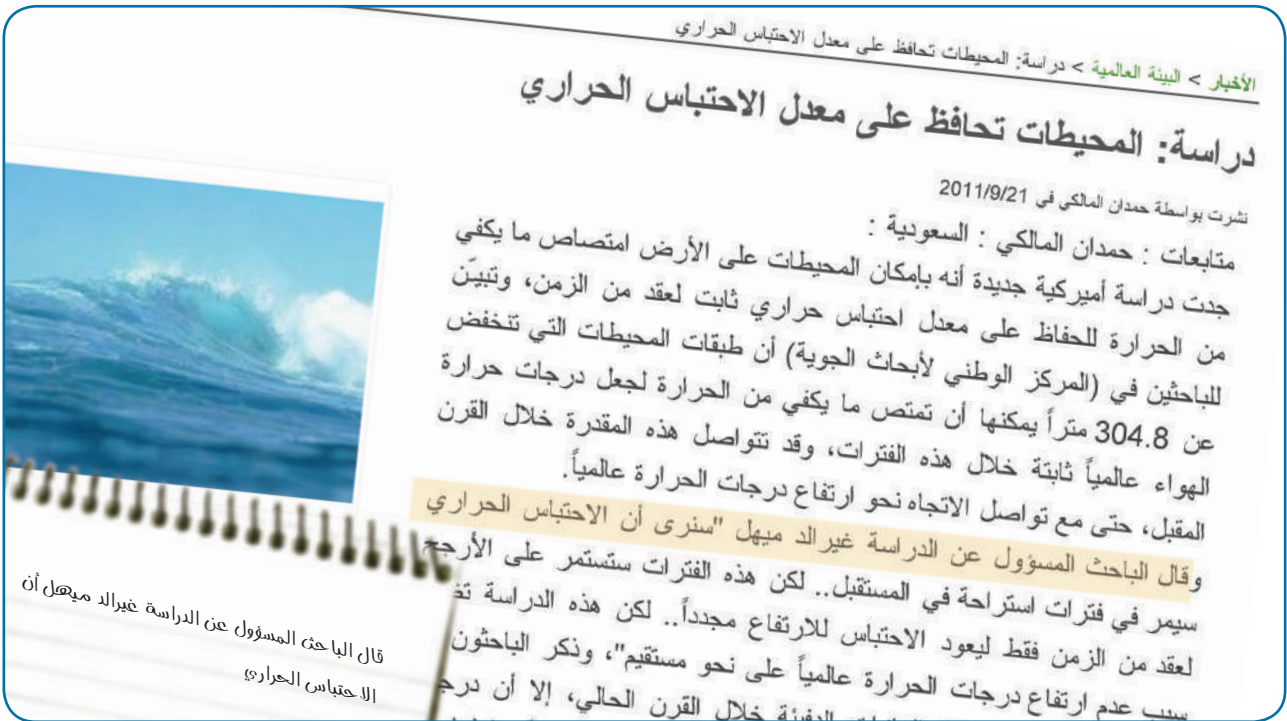 الأخبار > البيئة العالمية > دراسة: المحيطات تحافظ على معدل الاحتباس الحراري
دراسة: المحيطات تحافظ على معدل الاحتباس الحراري
نشرت بواسطة حمدان المالكي في 2011/9/21
متابعات : حمدان المالكي : السعودية :
جدت دراسة أميركية جديدة أنه بإمكان المحيطات على الأرض امتصاص ما يكفي
من الحرارة للحفاظ على معدل احتباس حراري ثابت لعقد من الزمن، وتبيّن
للباحثين في (المركز الوطني لأبحاث الجوية) أن طبقات المحيطات التي تنخفض
عن 304.8 متراً يمكنها أن تمتص ما يكفي من الحرارة لجعل درجات حرارة
الهواء عالمياً ثابتة خلال هذه الفترات، وقد تتواصل هذه المقدرة خلال القرن
المقبل، حتى مع تواصل الاتجاه نحو ارتفاع درجات الحرارة عالمياً.
وقال الباحث المسؤول عن الدراسة غيرالد ميهل "سنرى أن الاحتباس الحراري
سيمر في فترات استراحة في المستقبل.. لكن هذه الفترات ستستمر على الأرجح
لعقد من الزمن فقط ليعود الاحتباس للارتفاع مجدداً.. لكن هذه الدراسة
سبب عدم ارتفاع درجات الحرارة عالمياً على نحو مستقيم"، وذكر الباحثون
الدفيئة خلال القرن الحالي، إلا أن
قال الباحث المسؤول عن الدراسة غيرالد ميهل أن
الاحتباس الحراري